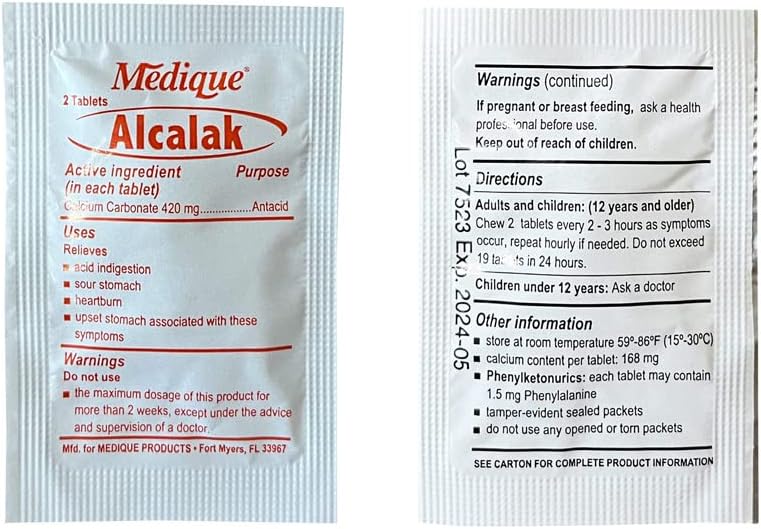 Medique®
2 Tablets
Alcalak
Active ingredient Purpose
(in each tablet)
Calcium Carbonate 420 mg.................Antacid
Uses
Relieves
▪ acid indigestion
▪ sour stomach
▪ heartburn
▪ upset stomach associated with these
symptoms
Warnings
Do not use
▪ the maximum dosage of this product for
more than 2 weeks, except under the advice
and supervision of a doctor.
Mfd. for MEDIQUE PRODUCTS • Fort Myers, FL 33967
Warnings (continued)
If pregnant or breast feeding, ask a health
professional before use.
Keep out of reach of children.
Directions
Adults and children: (12 years and older)
Chew 2 tablets every 2 - 3 hours as symptoms
occur, repeat hourly if needed. Do not exceed
19 tablets in 24 hours.
Children under 12 years: Ask a doctor
Other information
▪ store at room temperature 59º-86ºF (15º-30ºC)
▪ calcium content per tablet: 168 mg
▪ Phenylketonurics: each tablet may contain
1.5 mg Phenylalanine
▪ tamper-evident sealed packets
▪ do not use any opened or torn packets
SEE CARTON FOR COMPLETE PRODUCT INFORMATION
Lot 7523 Exp. 2024-05